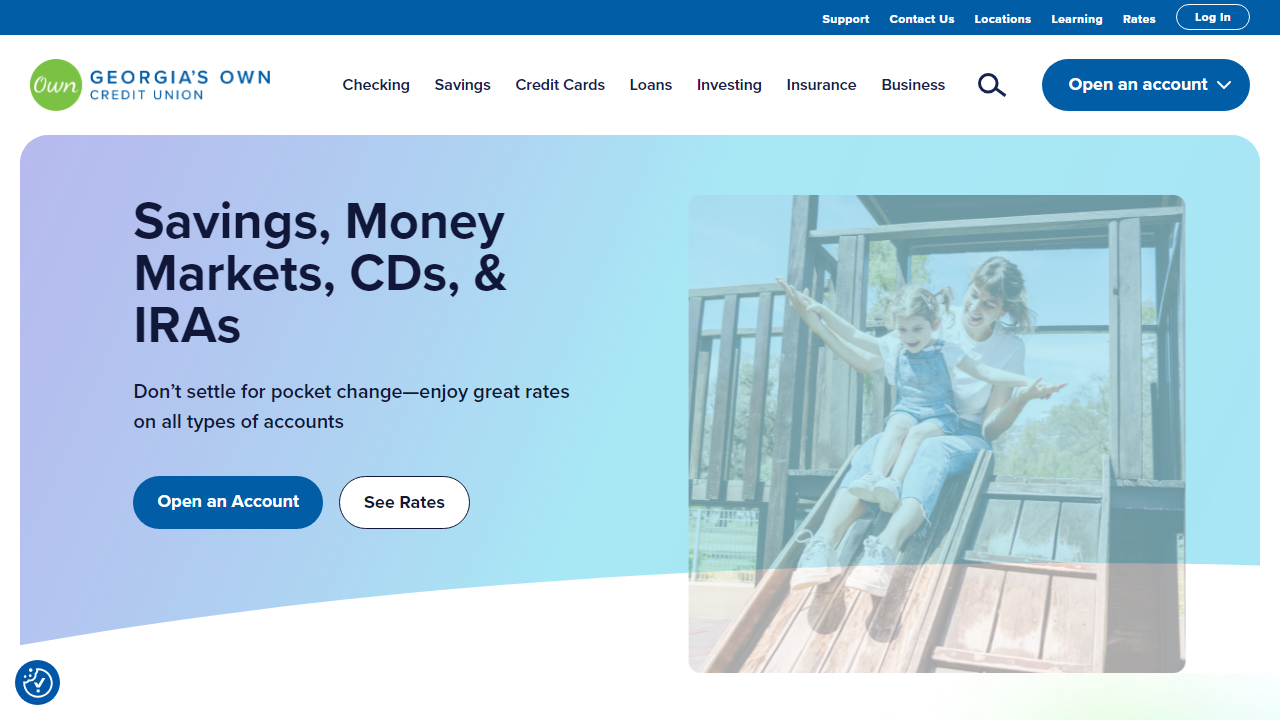 Support Contact Us Locations Learning Rates Log In
Own GEORGIA'S OWN
CREDIT UNION
Checking Savings Credit Cards Loans Investing Insurance Business Open an account
Savings, Money
Markets, CDs, &
IRAs
Don’t settle for pocket change—enjoy great rates
on all types of accounts
Open an Account See Rates